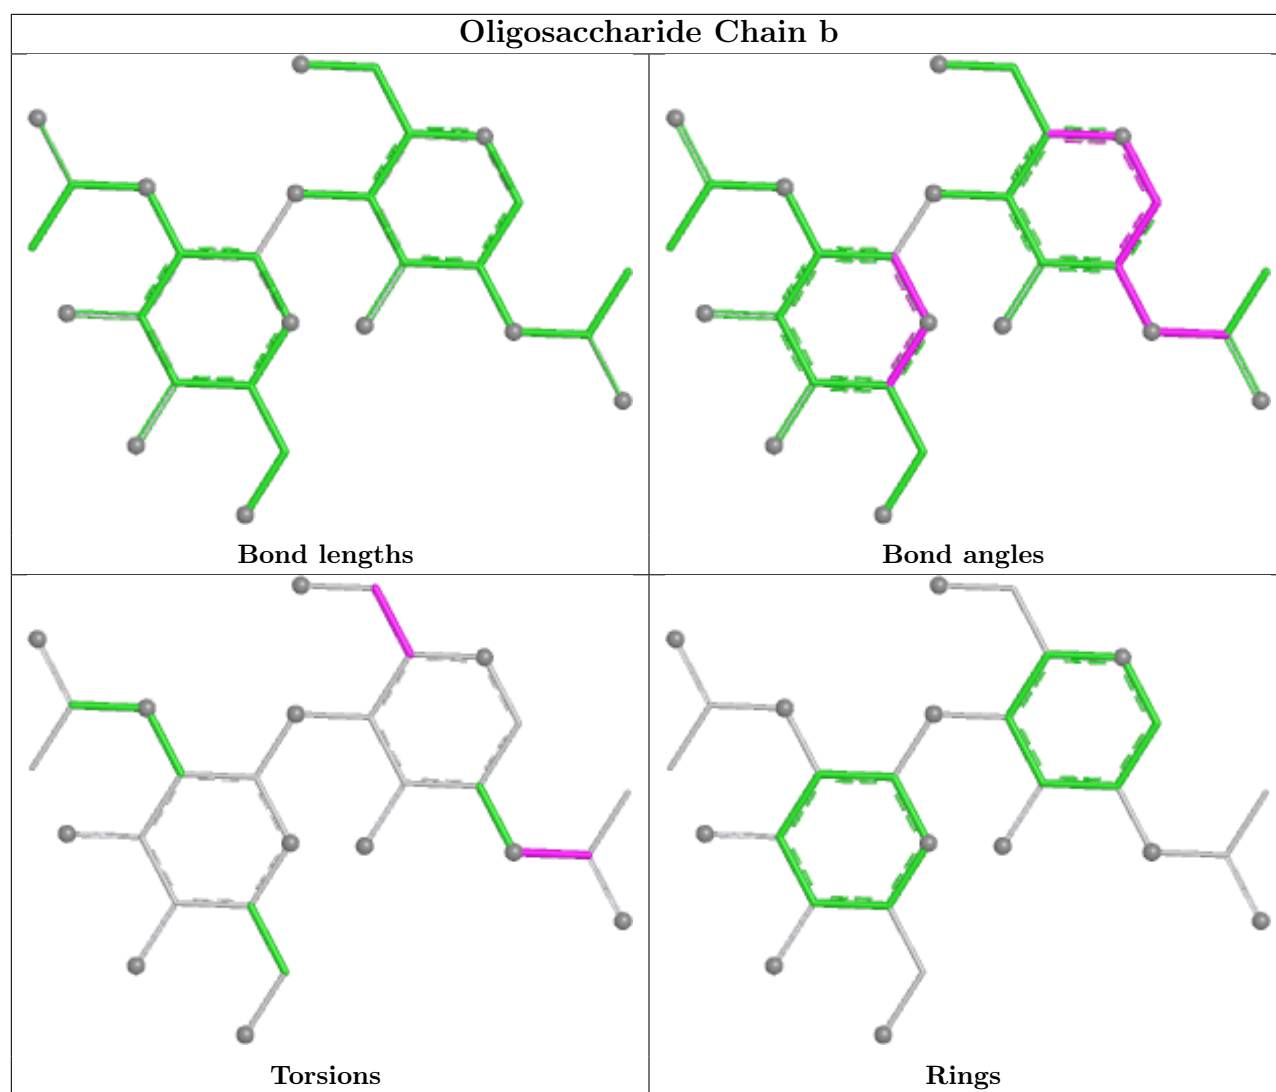 Oligosaccharide Chain b
Bond lengths
Bond angles
Torsions
Rings